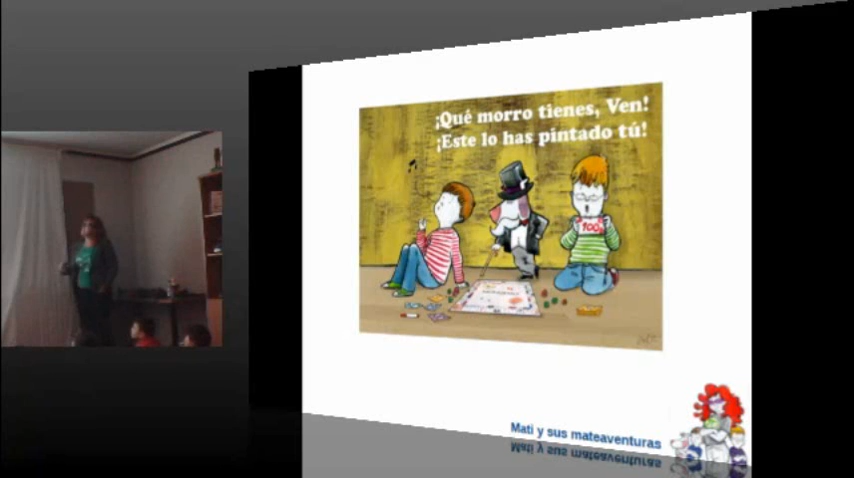 ¡Qué morro tienes, Ven!
¡Este lo has pintado tú!
100
Mati y sus mateaventuras